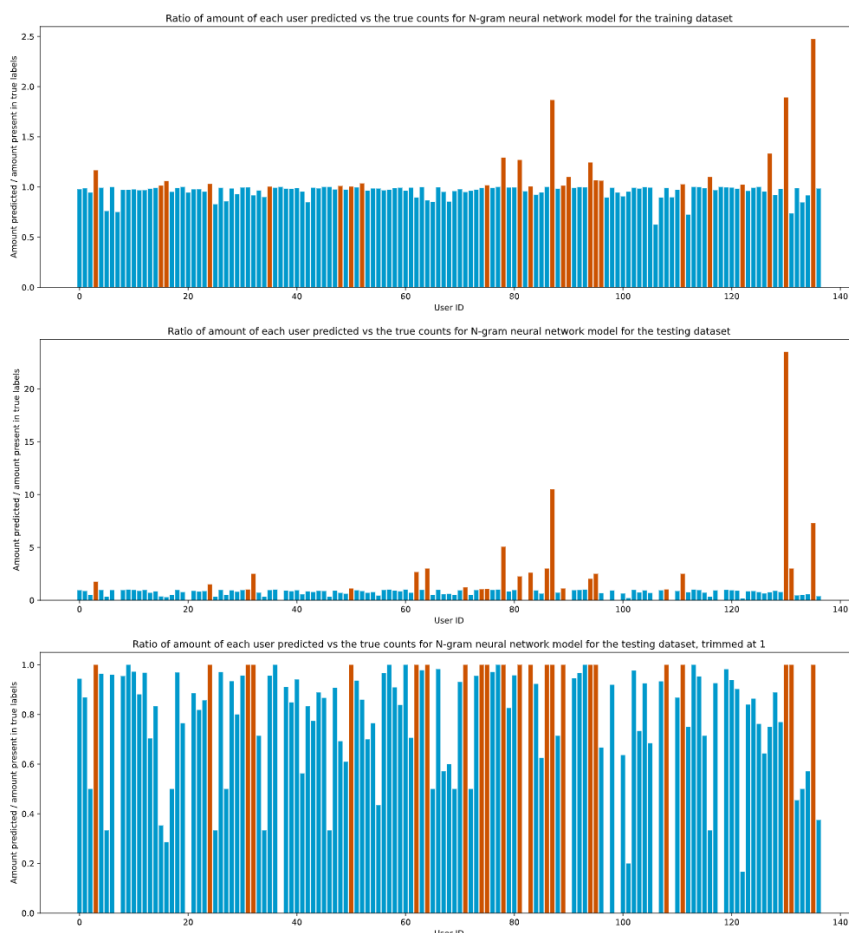 Ratio of amount of each user predicted vs the true counts for N-gram neural network model for the training dataset
Amount predicted / amount present in true labels
2.5
2.0
1.5
1.0
0.5
0.0
0 20 40 60 80 100 120 140
User ID
Ratio of amount of each user predicted vs the true counts for N-gram neural network model for the testing dataset
Amount predicted / amount present in true labels
20
15
10
5
0
0 20 40 60 80 100 120 140
User ID
Ratio of amount of each user predicted vs the true counts for N-gram neural network model for the testing dataset, trimmed at 1
Amount predicted / amount present in true labels
1.0
0.8
0.6
0.4
0.2
0.0
0 20 40 60 80 100 120 140
User ID